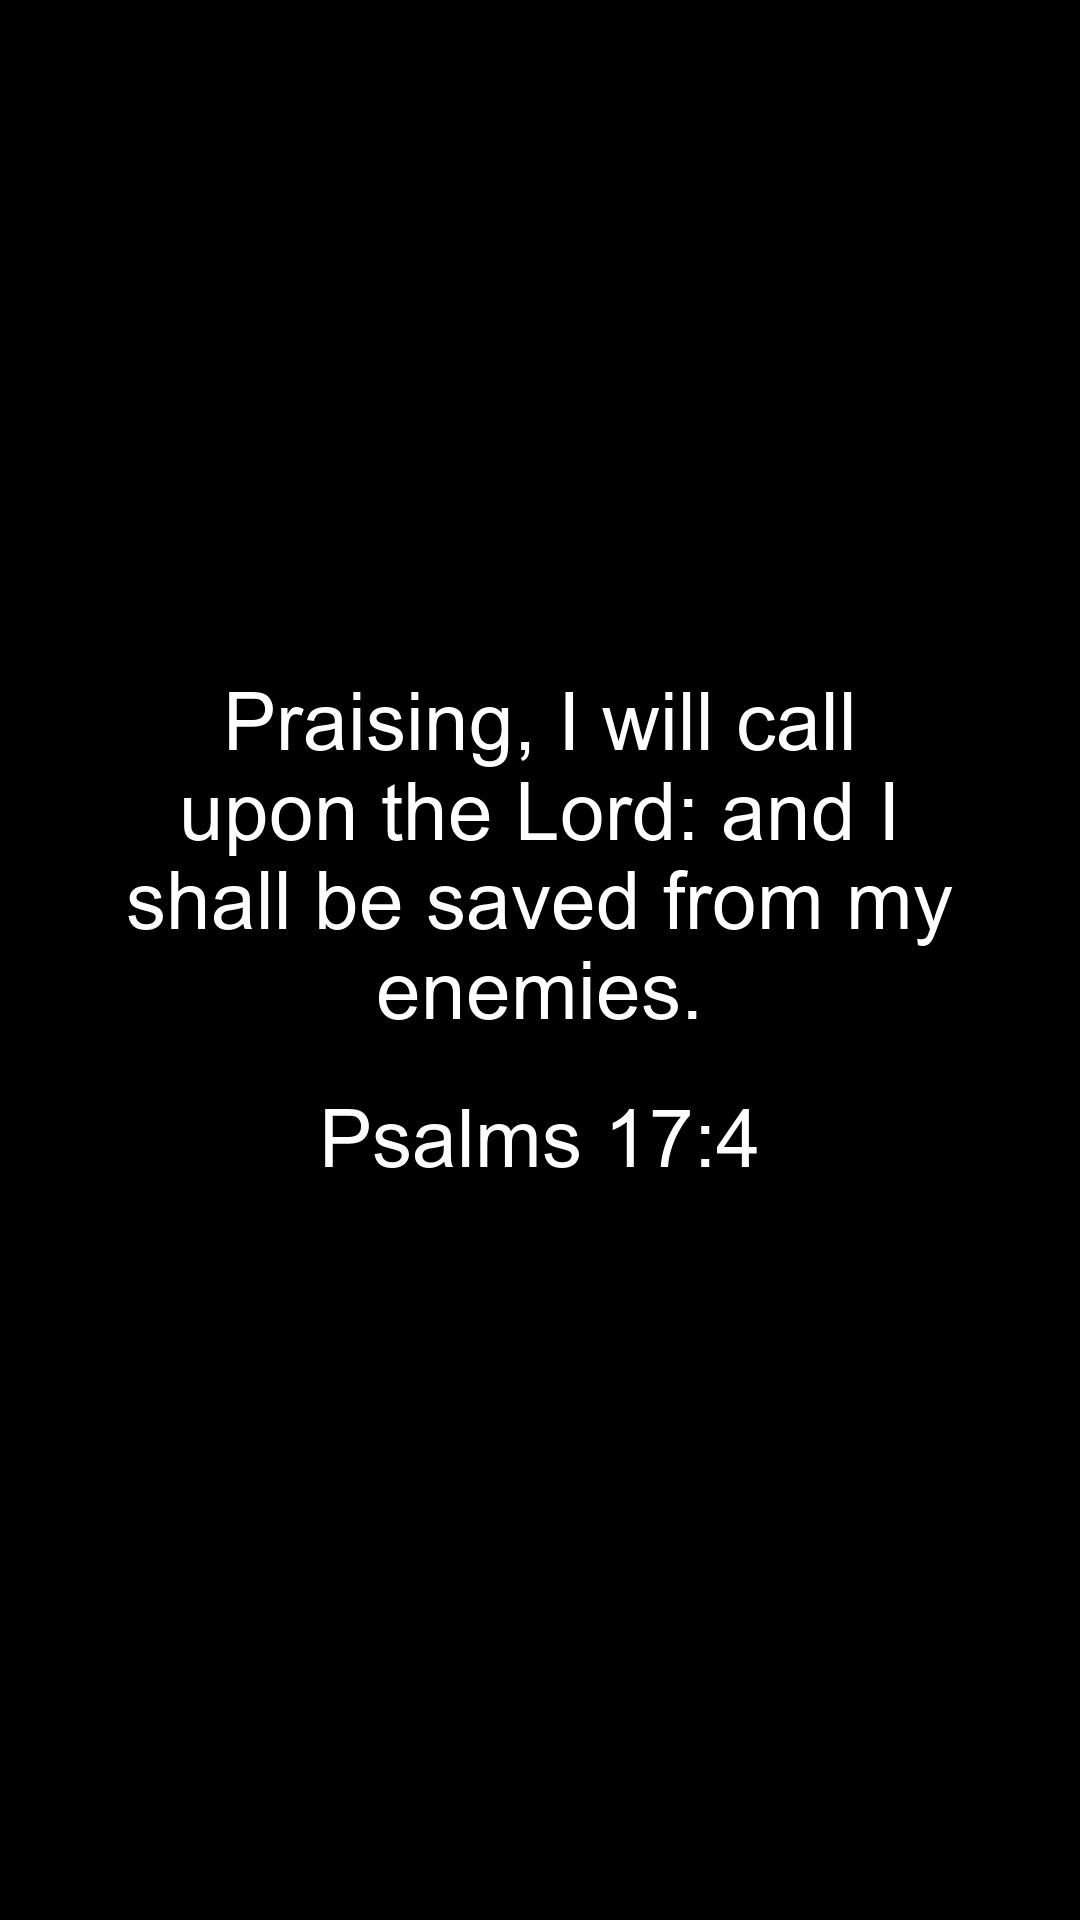 Praising, I will call
upon the Lord: and I
shall be saved from my
enemies.
Psalms 17:4